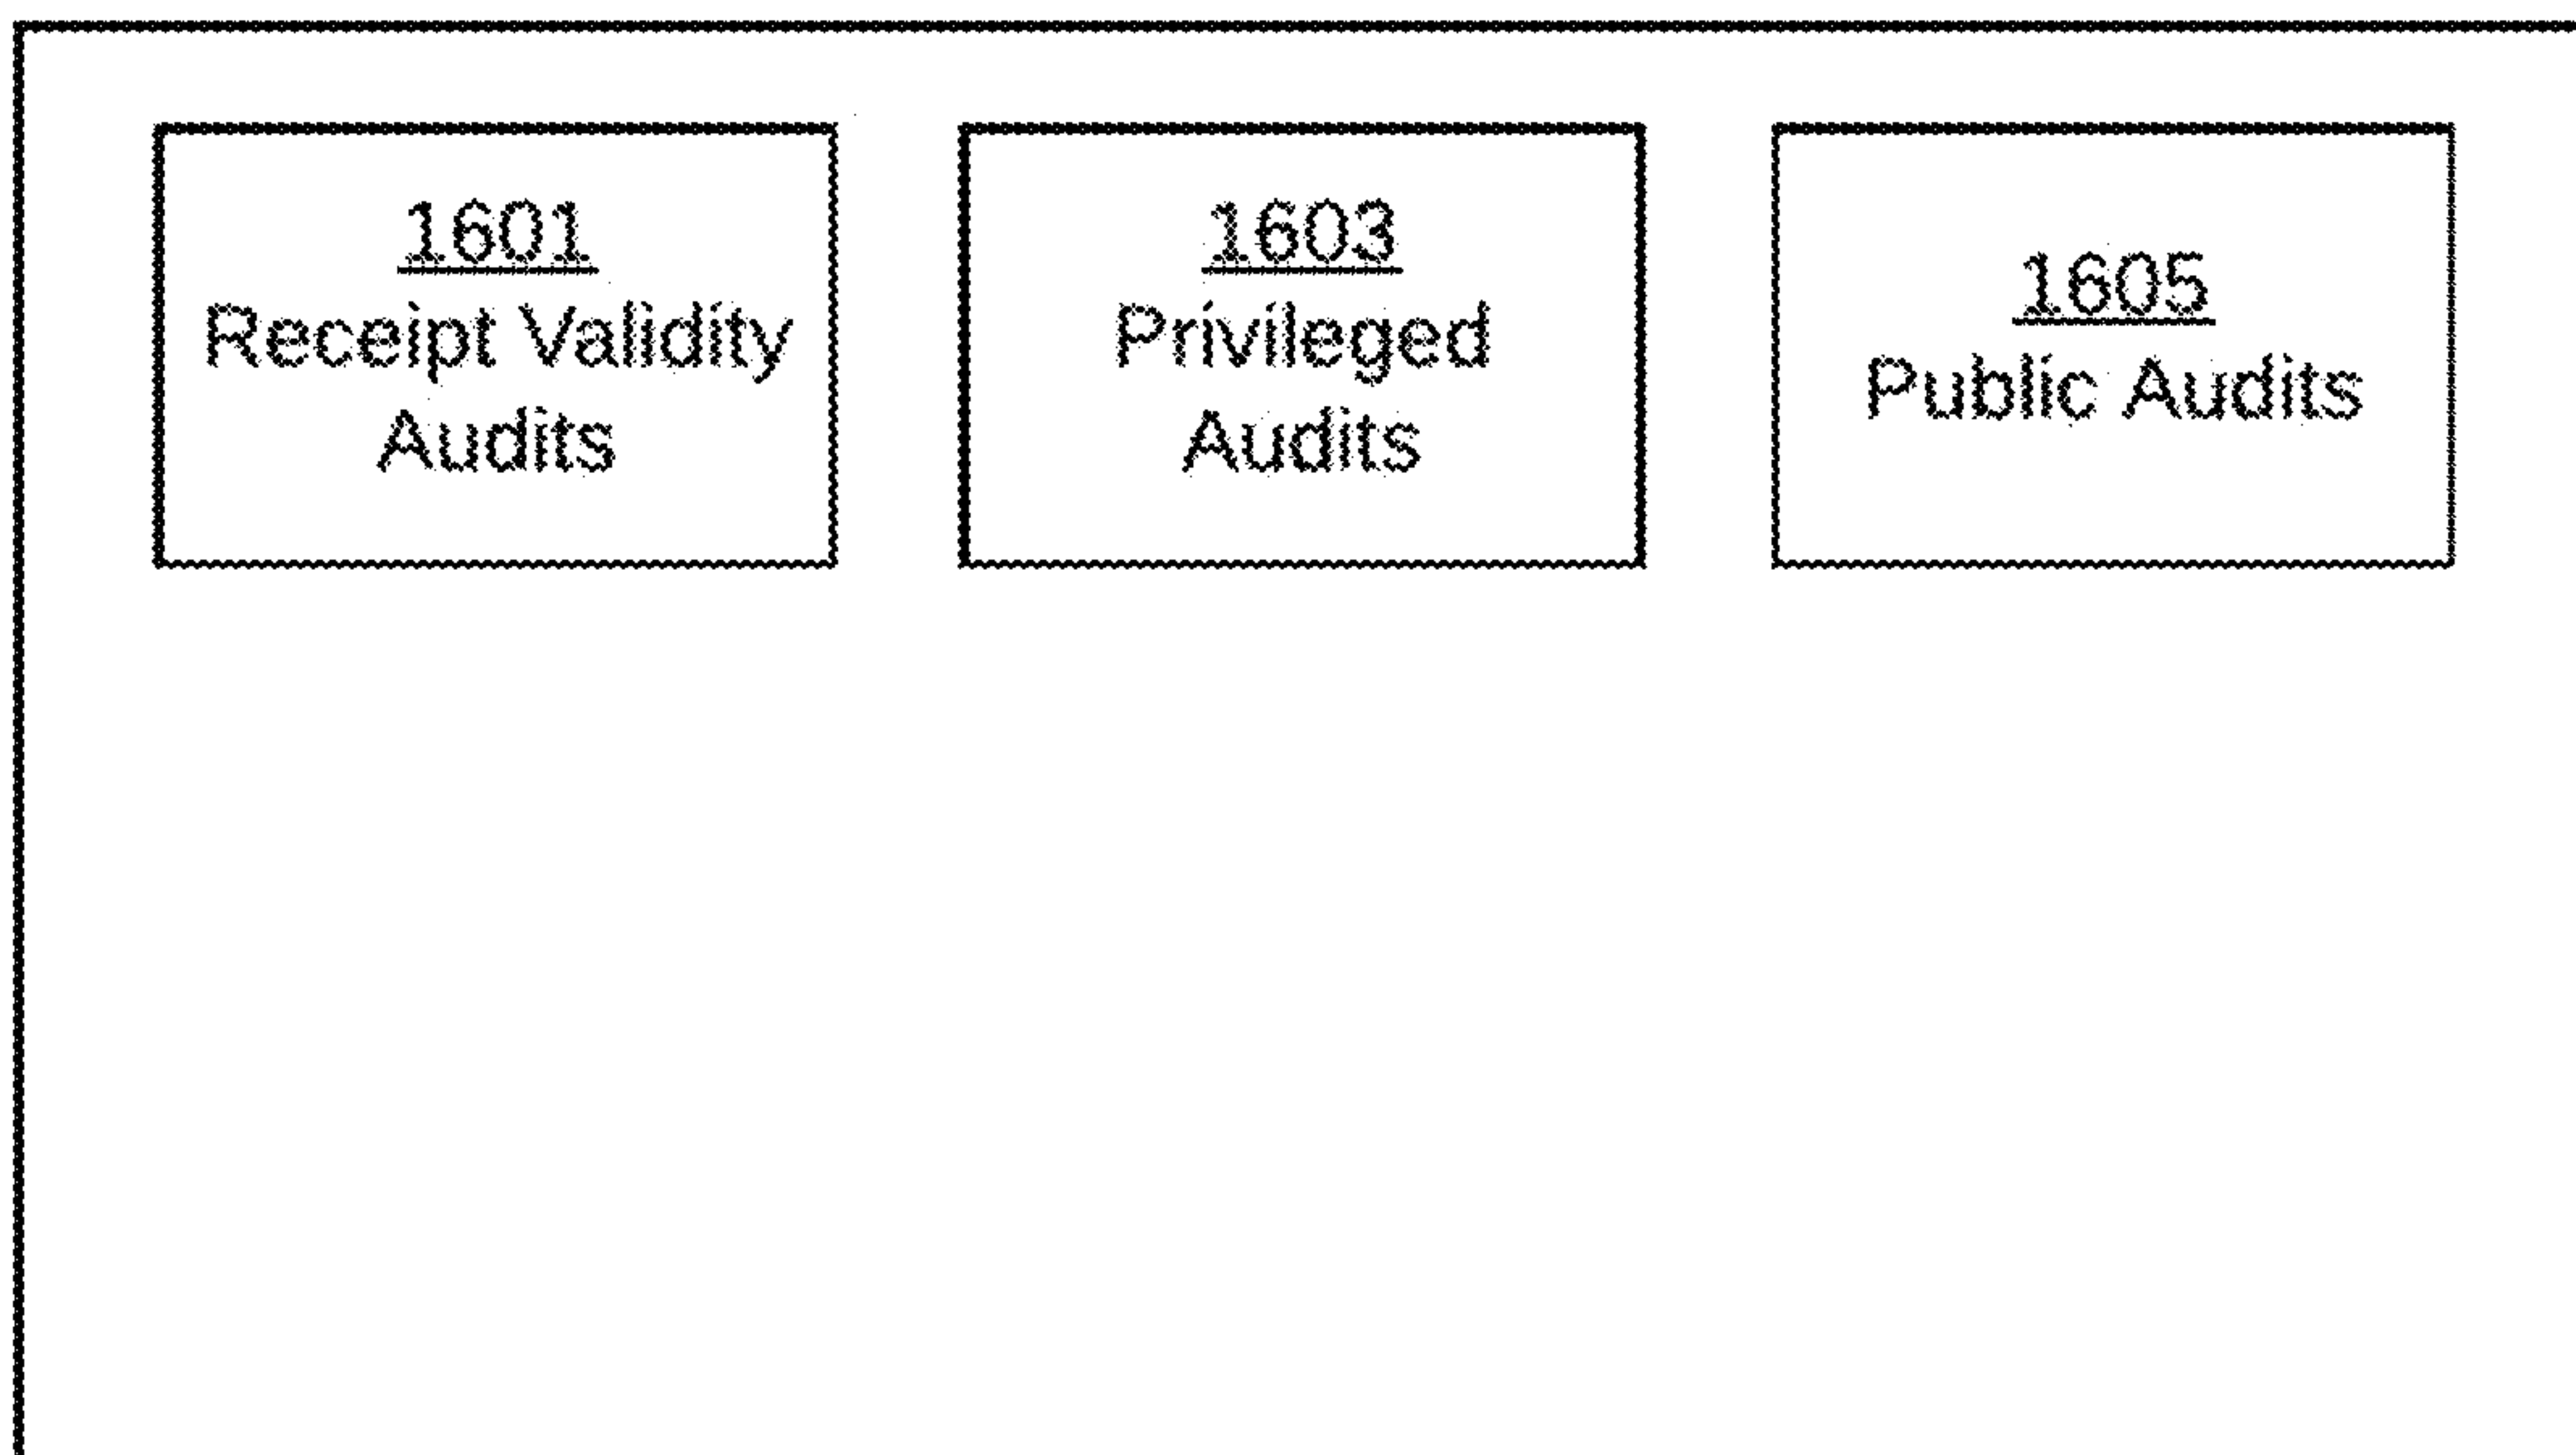 1601
Receipt Validity
Audits
1603
Privileged
Audits
1605
Public Audits